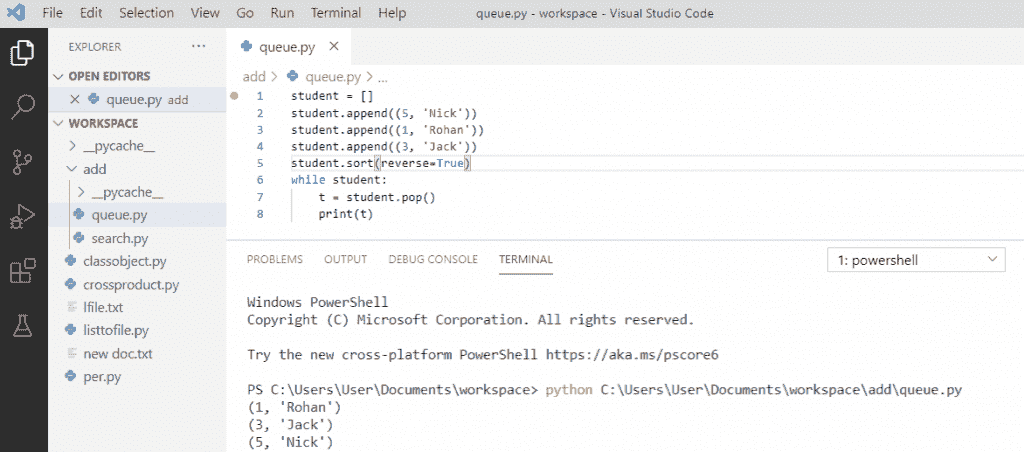 File Edit Selection View Go Run Terminal Help queue.py - workspace - Visual Studio Code
EXPLORER ...
OPEN EDITORS
queue.py add
WORKSPACE
__pycache__
add
__pycache__
queue.py
search.py
classobject.py
crossproduct.py
lfile.txt
listtofile.py
new doc.txt
per.py
queue.py
add > queue.py > ...
1 student = []
2 student.append((5, 'Nick'))
3 student.append((1, 'Rohan'))
4 student.append((3, 'Jack'))
5 student.sort(reverse=True)
6 while student:
7     t = student.pop()
8     print(t)
PROBLEMS OUTPUT DEBUG CONSOLE TERMINAL 1: powershell
Windows PowerShell
Copyright (C) Microsoft Corporation. All rights reserved.
Try the new cross-platform PowerShell https://aka.ms/pscore6
PS C:\Users\User\Documents\workspace> python C:\Users\User\Documents\workspace\add\queue.py
(1, 'Rohan')
(3, 'Jack')
(5, 'Nick')